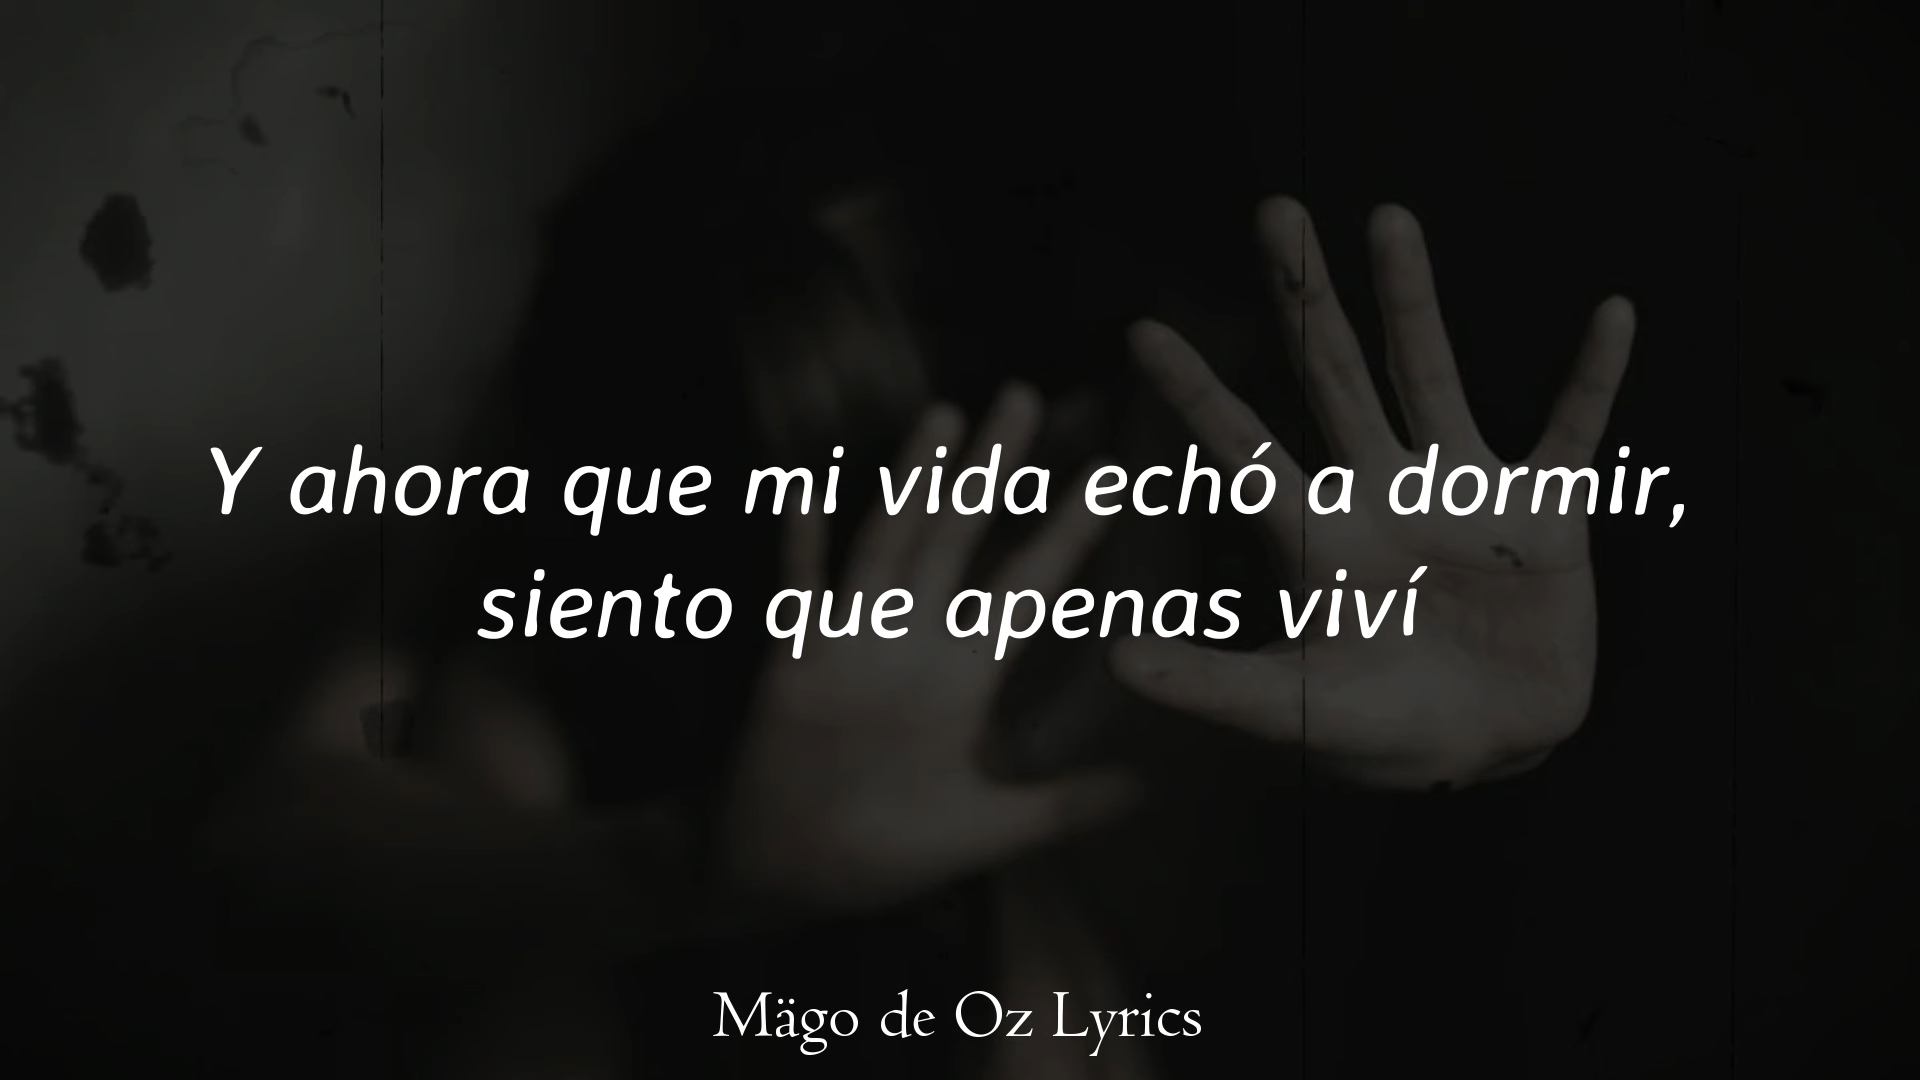 Y ahora que mi vida echó a dormir,
siento que apenas viví
Mägo de Oz Lyrics